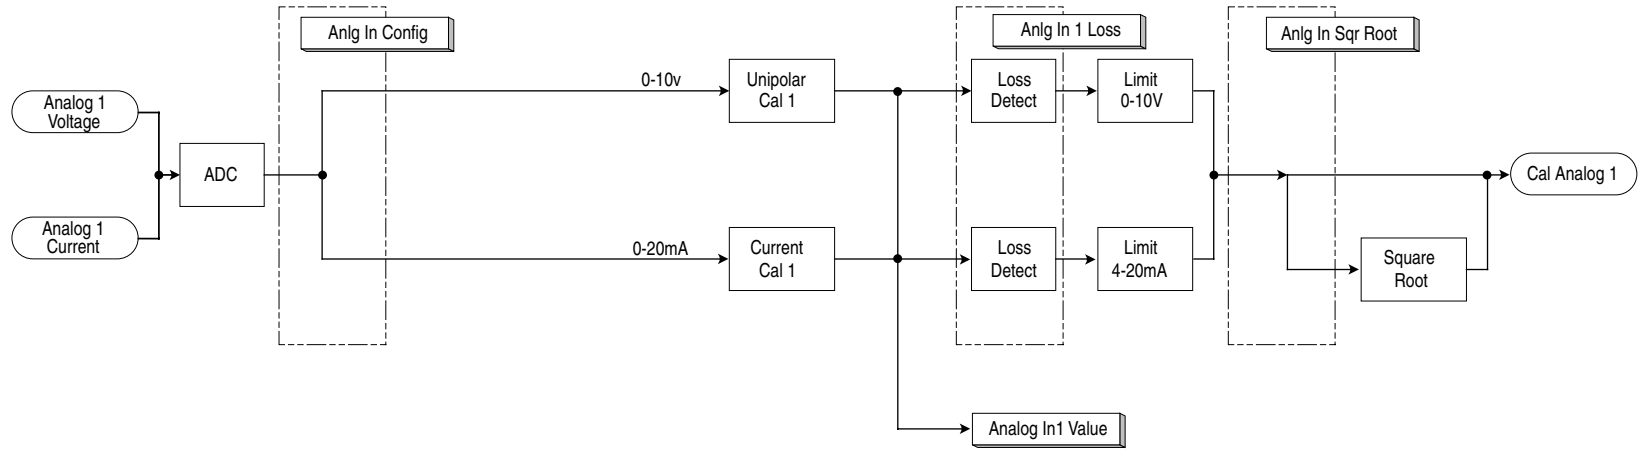 Anlg In Config
Anlg In 1 Loss
Anlg In Sqr Root
Analog 1
Voltage
Analog 1
Current
ADC
0-10v
0-20mA
Unipolar
Cal 1
Current
Cal 1
Loss
Detect
Limit
0-10V
Loss
Detect
Limit
4-20mA
Square
Root
Cal Analog 1
Analog In1 Value